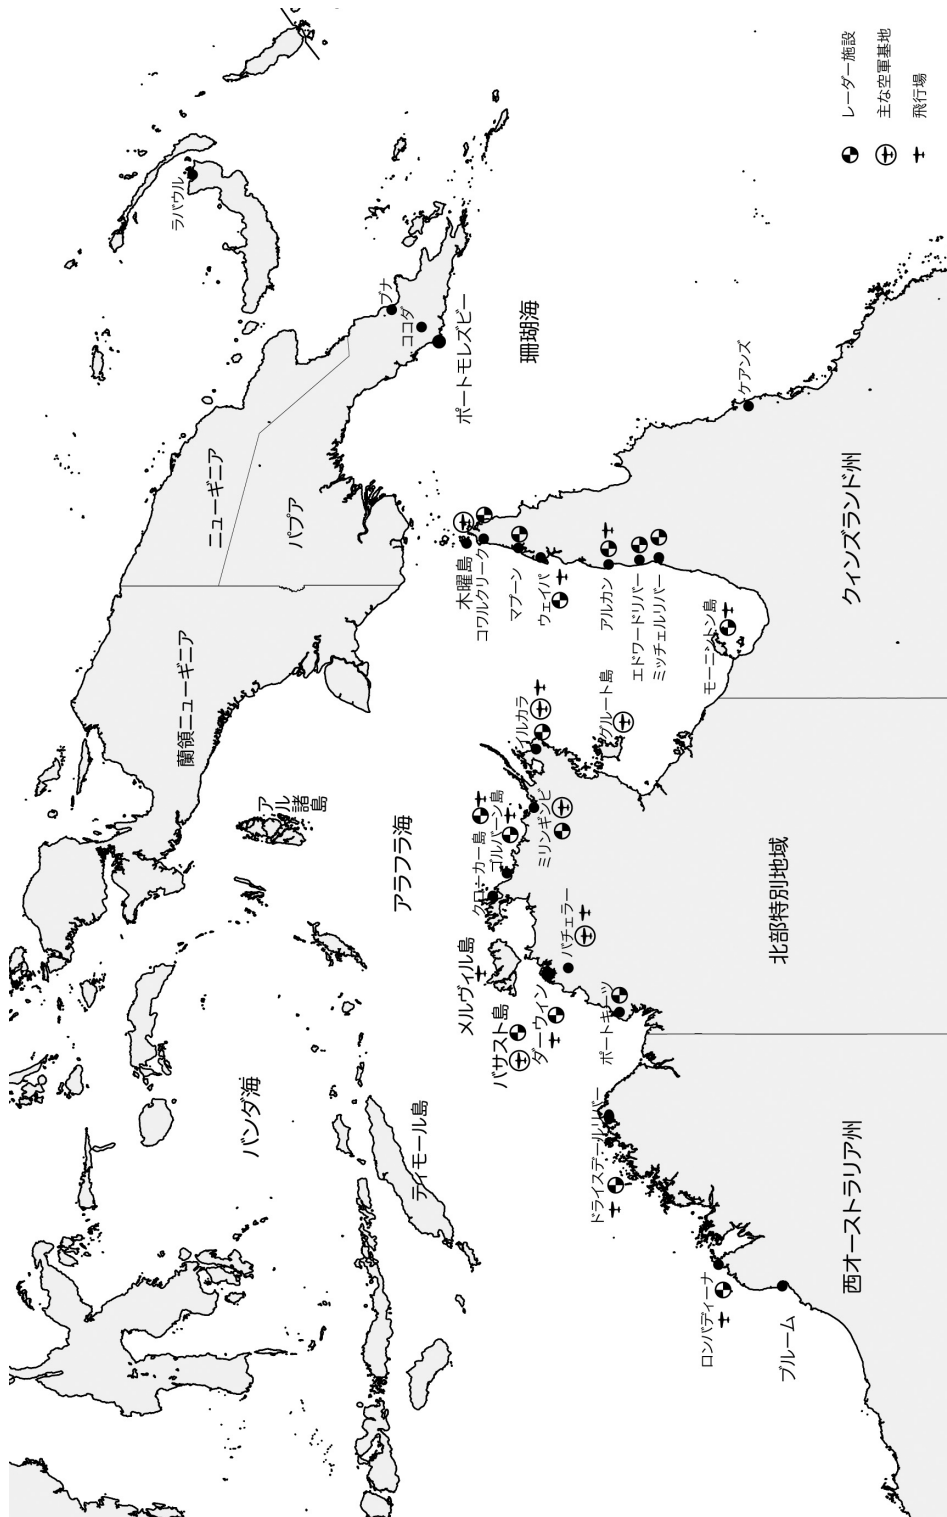 レーダー施設
主な空軍基地
飛行場
ラバウル
ブナ
ココダ
ポートモレスビー
珊瑚海
ニューギニア
パプア
蘭領ニューギニア
ケアンズ
クィンズランド州
木曜島
コワルクリーク
マプーン
ウェイパ
アルカン
エドワードリバー
ミッチェルリバー
モーニントン島
イルカラ
グルート島
アル諸島
アラフラ海
クローカー島
ゴルバーン島
ミリンギンビ
北部特別地域
メルヴィル島
バチェラー
バサスト島
ダーウィン
ポートキーツ
バンダ海
ティモール島
ドライスデールリバー
西オーストラリア州
ロンバディーナ
ブルーム